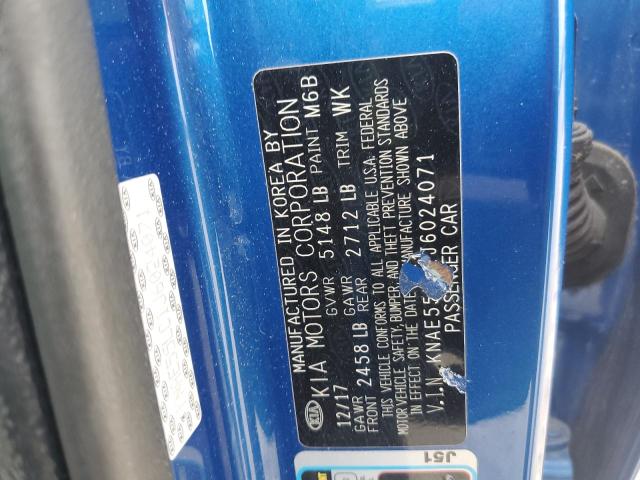 MANUFACTURED IN KOREA BY
KIA KIA MOTORS CORPORATION
12/17 GVWR 5148 LB PAINT M6B
GAWR FRONT 2458 LB GAWR REAR 2712 LB TRIM WK
THIS VEHICLE CONFORMS TO ALL APPLICABLE U.S.A. FEDERAL
MOTOR VEHICLE SAFETY, BUMPER AND THEFT PREVENTION STANDARDS
IN EFFECT ON THE DATE MANUFACTURE SHOWN ABOVE
V.I.N KNAE55 J6024071
PASSENGER CAR
J51